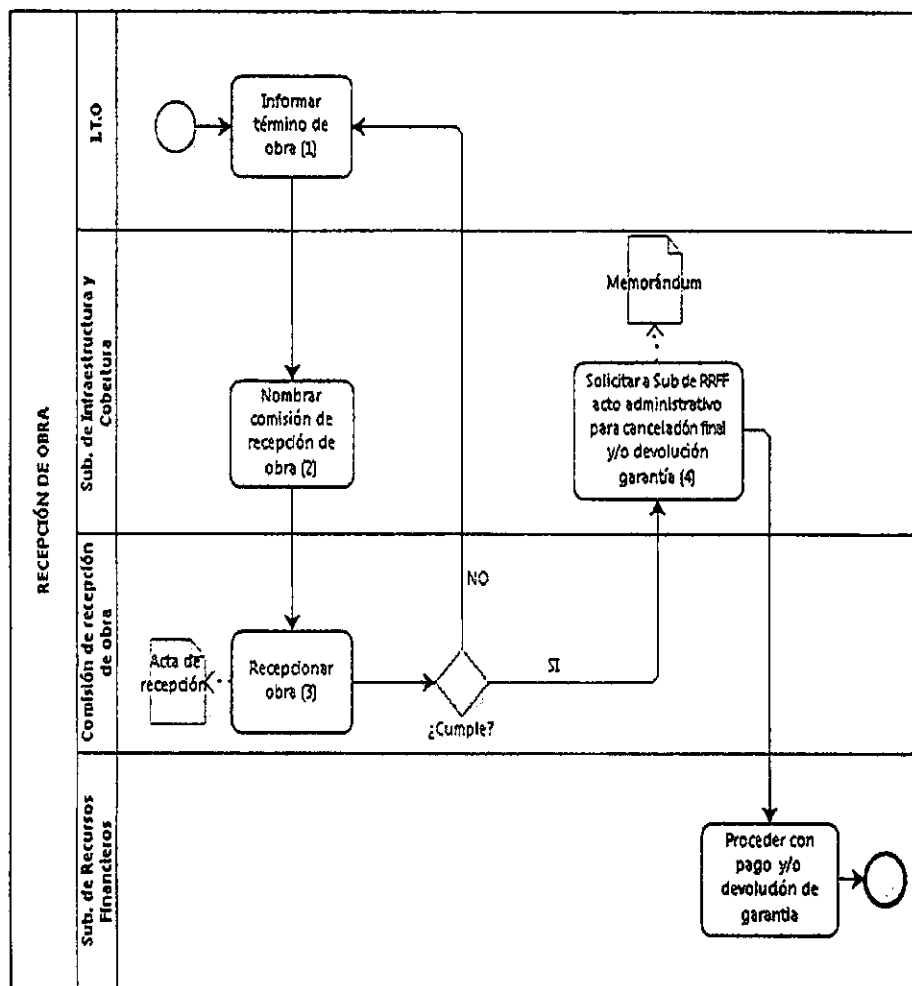 RECEPCIÓN DE OBRA
I.T.O
Informar
término de
obra (1)
Sub. de Infraestructura y
Cobertura
Memorándum
Nombrar
comisión de
recepción de
obra (2)
Solicitar a Sub de RRFF
acto administrativo
para cancelación final
y/o devolución
garantía (4)
Comisión de recepción
de obra
Acta de
recepción
Recepcionar
obra (3)
NO
SI
¿Cumple?
Sub. de Recursos
Financieros
Proceder con
pago y/o
devolución de
garantia